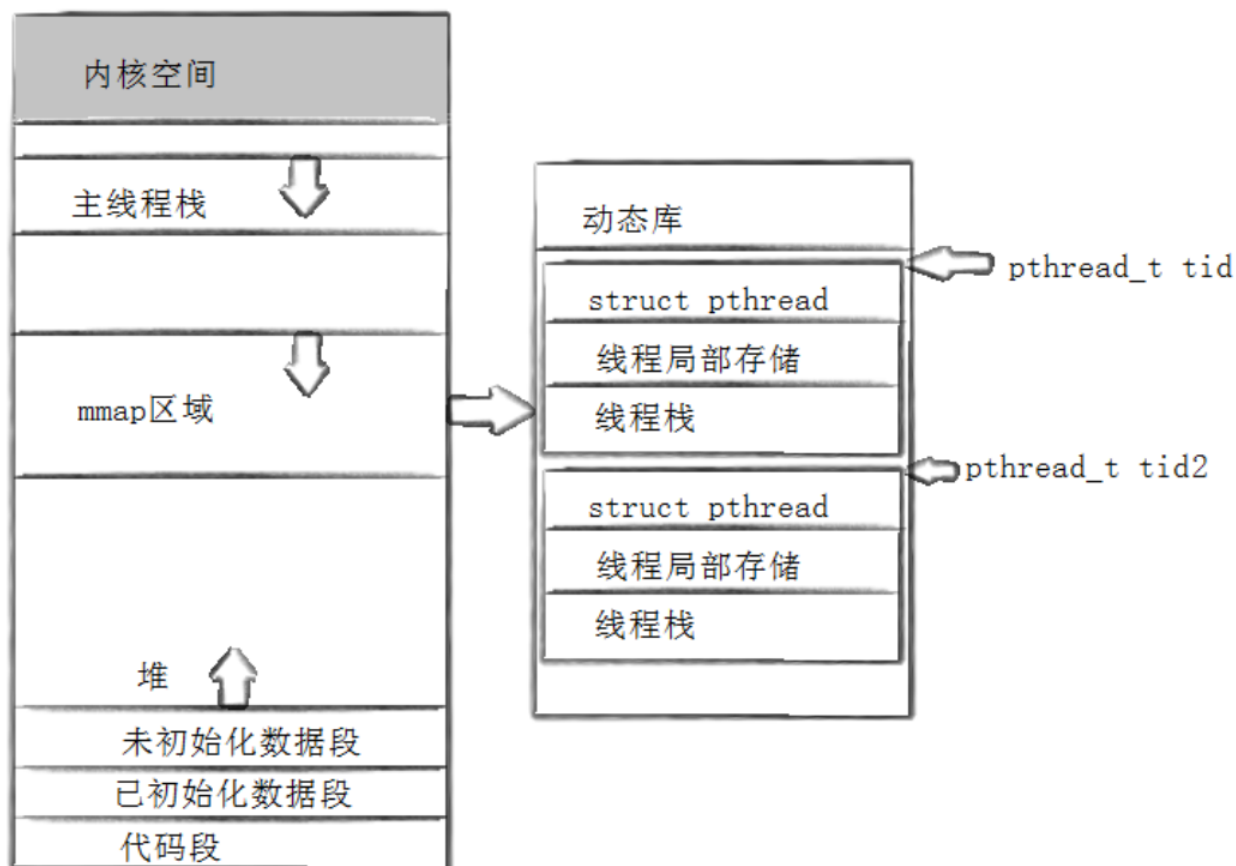 内核空间
主线程栈
mmap区域
堆
未初始化数据段
已初始化数据段
代码段
动态库
pthread_t tid
struct pthread
线程局部存储
线程栈
pthread_t tid2
struct pthread
线程局部存储
线程栈